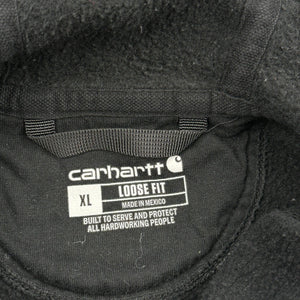 carhartt
XL
LOOSE FIT
MADE IN MEXICO
BUILT TO SERVE AND PROTECT
ALL HARDWORKING PEOPLE